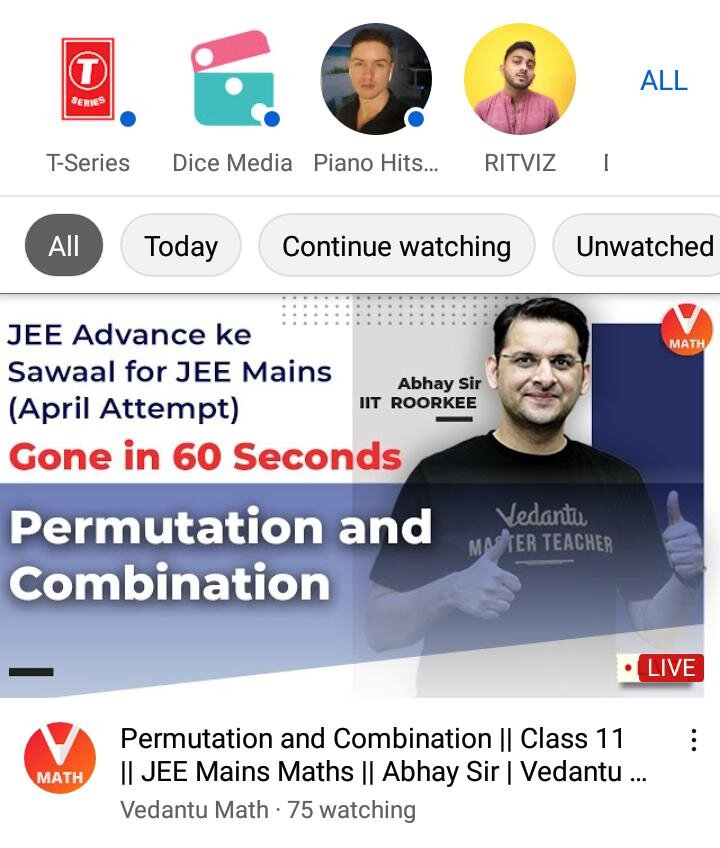 T
SERIES
ALL
T-Series
Dice Media
Piano Hits...
RITVIZ
All
Today
Continue watching
Unwatched
JEE Advance ke
Sawaal for JEE Mains
(April Attempt)
Gone in 60 Seconds
Permutation and
Combination
Abhay Sir
IIT ROORKEE
V
MATH
Vedantu
MASTER TEACHER
LIVE
V
MATH
Permutation and Combination || Class 11
|| JEE Mains Maths || Abhay Sir | Vedantu ...
Vedantu Math · 75 watching